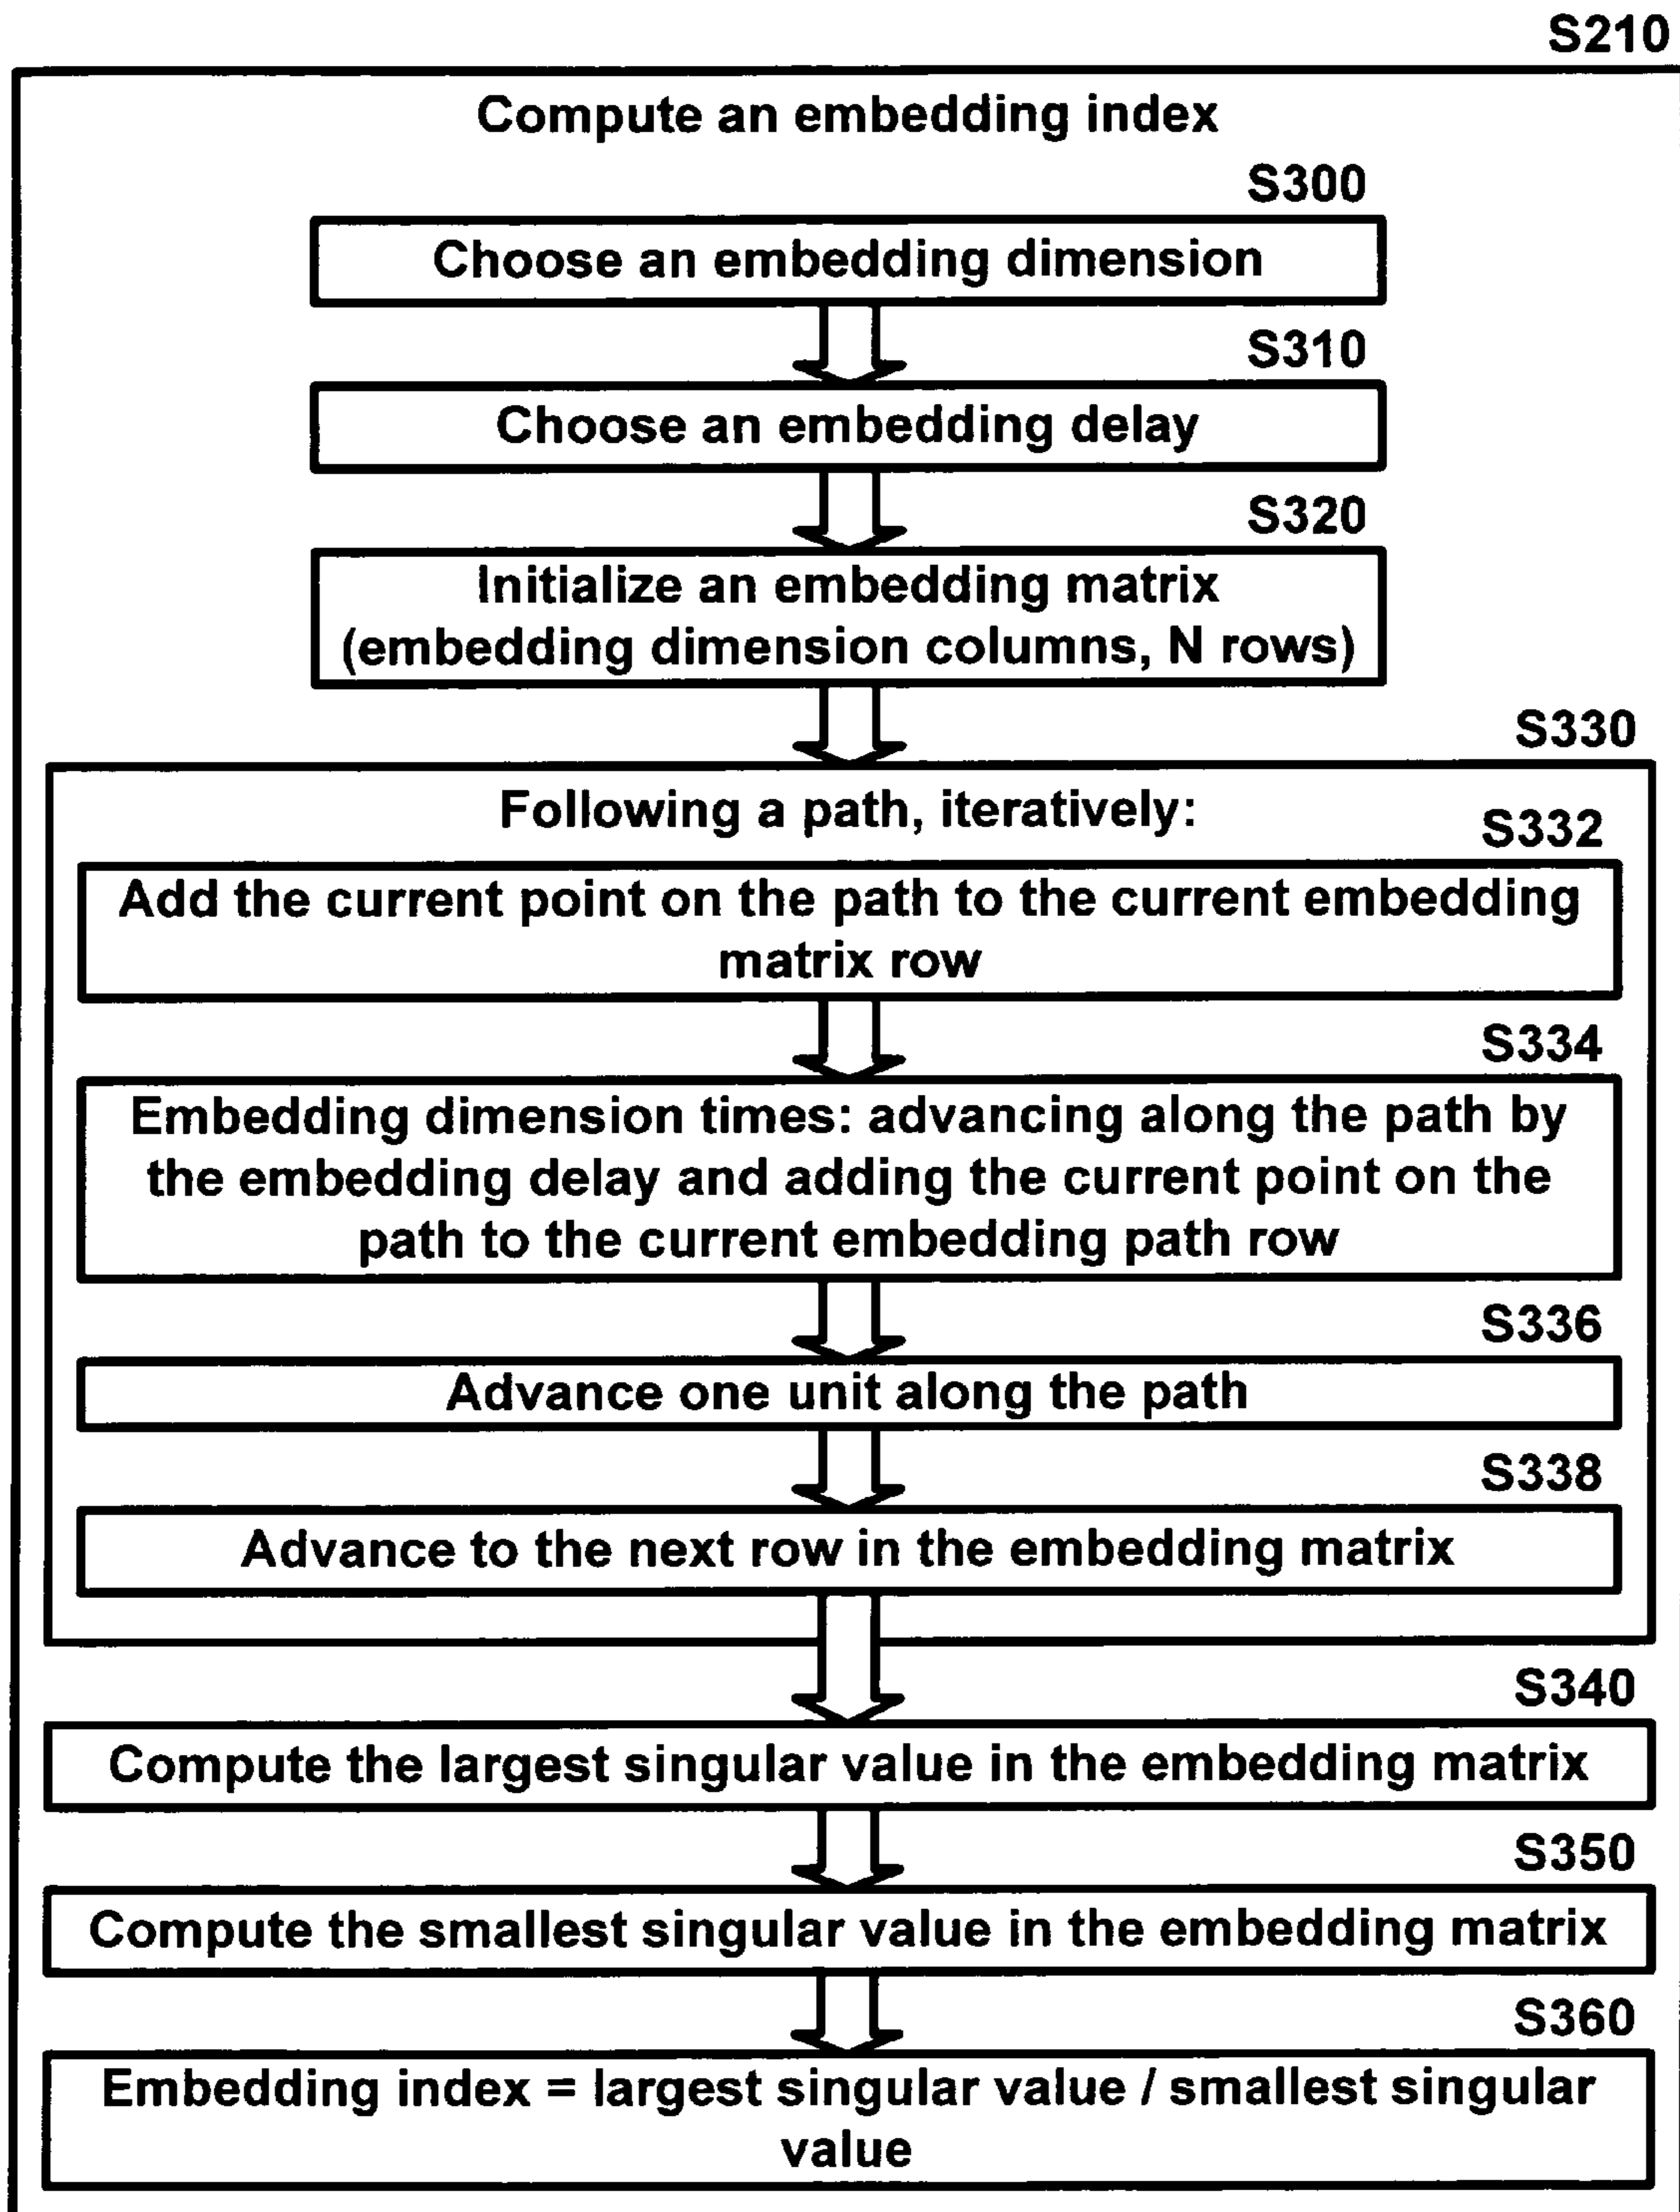 S210
Compute an embedding index
S300
Choose an embedding dimension
S310
Choose an embedding delay
S320
Initialize an embedding matrix
(embedding dimension columns, N rows)
S330
Following a path, iteratively:
S332
Add the current point on the path to the current embedding
matrix row
S334
Embedding dimension times: advancing along the path by
the embedding delay and adding the current point on the
path to the current embedding path row
S336
Advance one unit along the path
S338
Advance to the next row in the embedding matrix
S340
Compute the largest singular value in the embedding matrix
S350
Compute the smallest singular value in the embedding matrix
S360
Embedding index = largest singular value / smallest singular
value